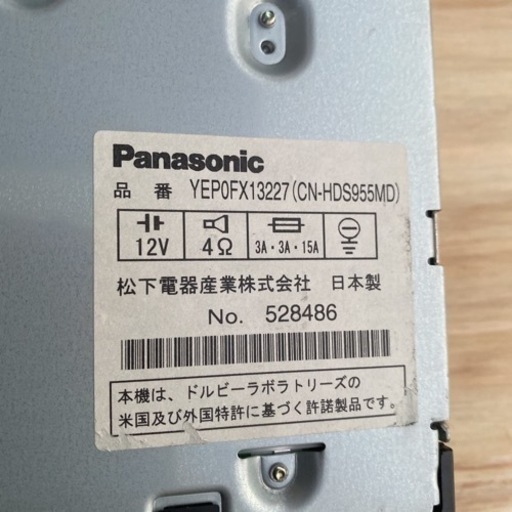 Panasonic
品 番 YEP0FX13227(CN-HDS955MD)
12V 4Ω 3A・3A・15A
松下電器産業株式会社 日本製
No. 528486
本機は、ドルビーラボラトリーズの
米国及び外国特許に基づく許諾製品です。